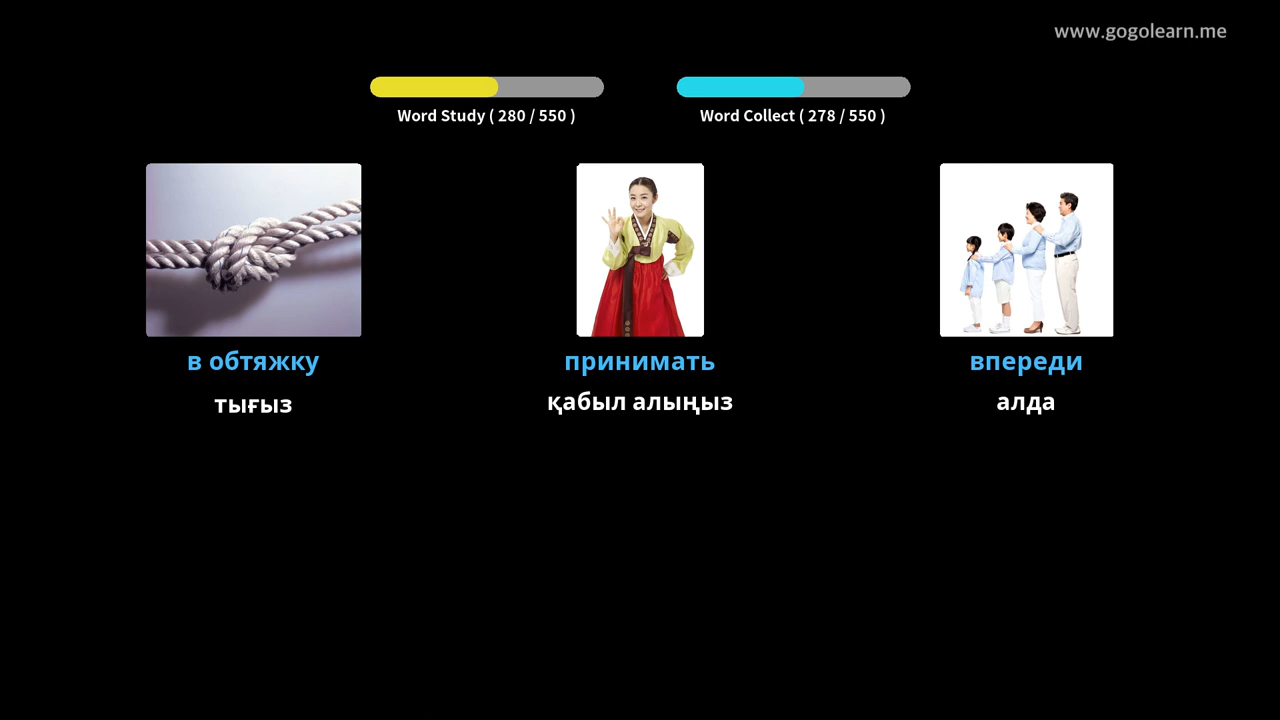 www.gogolearn.me
Word Study ( 280 / 550 )
Word Collect ( 278 / 550 )
в обтяжку
принимать
впереди
тығыз
қабыл алыңыз
алда